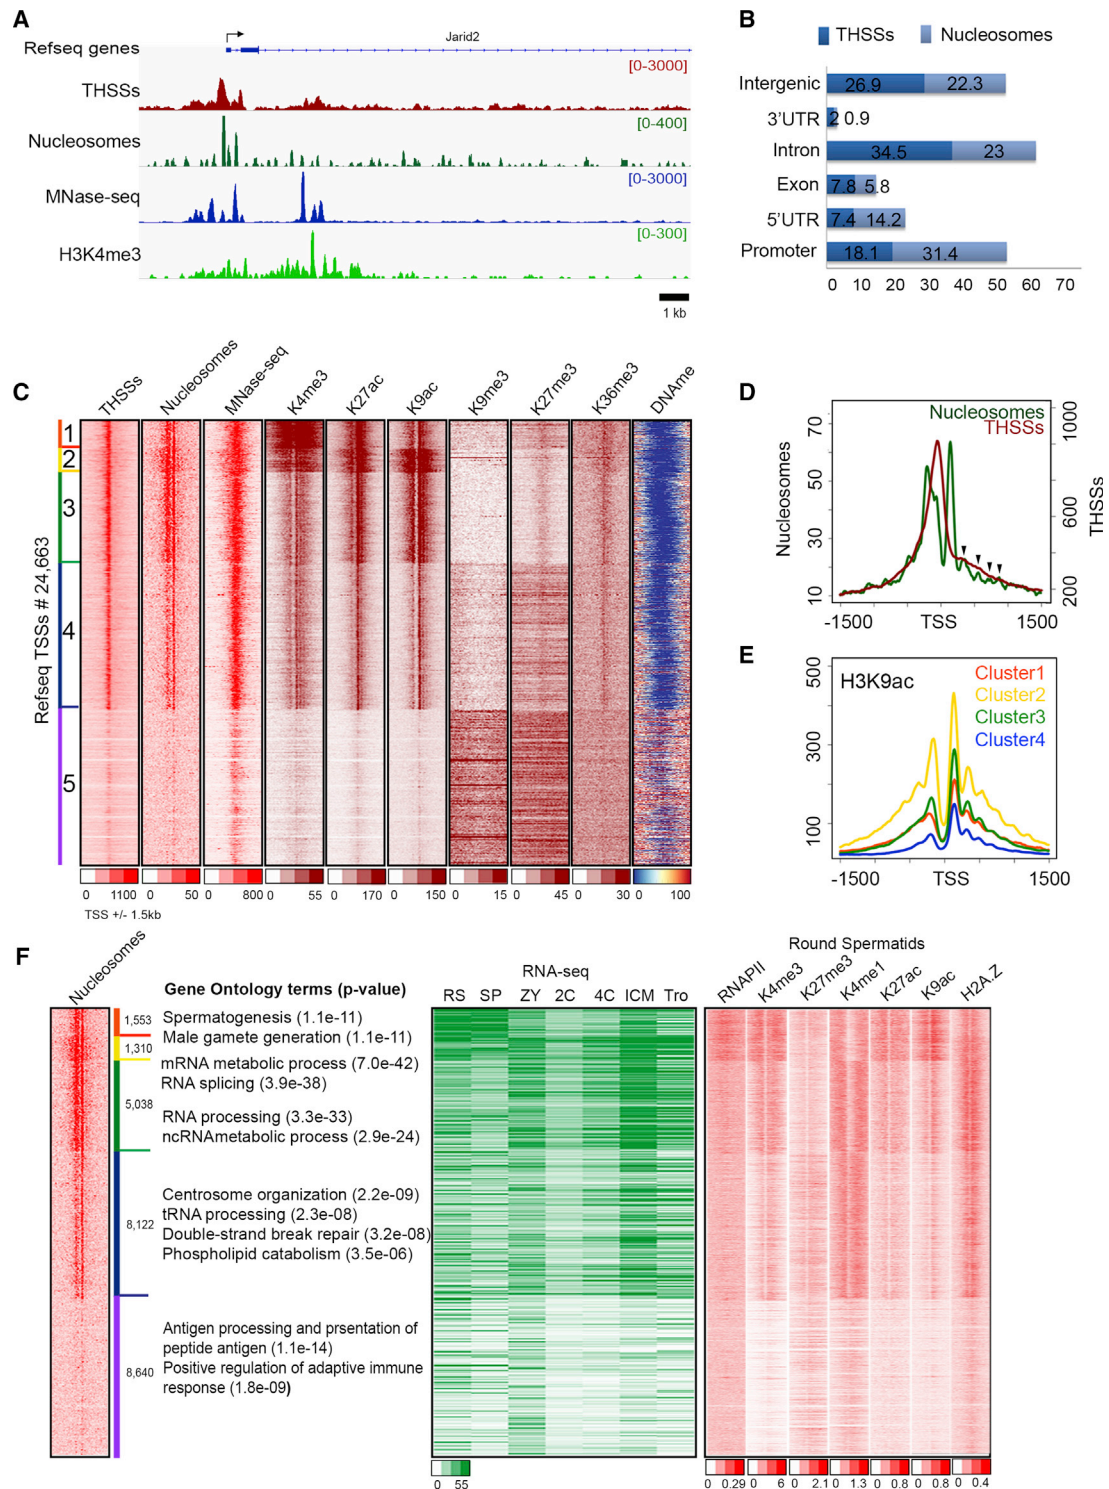 A
Refseq genes
Jarid2
THSSs
[0-3000]
Nucleosomes
[0-400]
MNase-seq
[0-3000]
H3K4me3
[0-300]
1 kb
B
THSSs Nucleosomes
Intergenic 26.9 22.3
3'UTR 2 0.9
Intron 34.5 23
Exon 7.8 5.8
5'UTR 7.4 14.2
Promoter 18.1 31.4
0 10 20 30 40 50 60 70
C
THSSs Nucleosomes MNase-seq K4me3 K27ac K9ac K9me3 K27me3 K36me3 DNAme
Refseq TSSs # 24,663
1
2
3
4
5
0 1100 0 50 0 800 0 55 0 170 0 150 0 15 0 45 0 30 0 100
TSS +/- 1.5kb
D
Nucleosomes
THSSs
Nucleosomes
70
50
30
10
THSSs
1000
600
200
-1500 TSS 1500
E
H3K9ac
Cluster1
Cluster2
Cluster3
Cluster4
500
300
100
-1500 TSS 1500
F
Nucleosomes
Gene Ontology terms (p-value)
1,553
Spermatogenesis (1.1e-11)
Male gamete generation (1.1e-11)
1,310
mRNA metabolic process (7.0e-42)
RNA splicing (3.9e-38)
5,038
RNA processing (3.3e-33)
ncRNAmetabolic process (2.9e-24)
8,122
Centrosome organization (2.2e-09)
tRNA processing (2.3e-08)
Double-strand break repair (3.2e-08)
Phospholipid catabolism (3.5e-06)
8,640
Antigen processing and prsentation of
peptide antigen (1.1e-14)
Positive regulation of adaptive immune
response (1.8e-09)
RNA-seq
RS SP ZY 2C 4C ICM Tro
0 55
Round Spermatids
RNAPII K4me3 K27me3 K4me1 K27ac K9ac H2A.Z
0 0.29 0 6 0 2.1 0 1.3 0 0.8 0 0.8 0 0.4